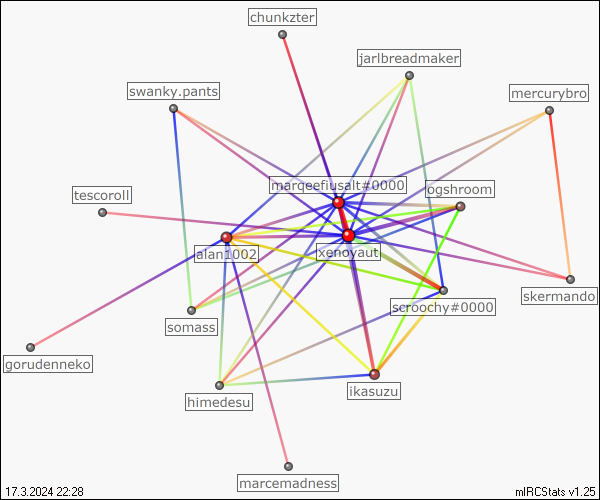 chunkzter
jarlbreadmaker
swanky.pants
mercurybro
marqeefiusalt#0000
ogshroom
tescoroll
alan1002
xenoyaut
skermando
scroochy#0000
somass
gorudenneko
ikasuzu
himedesu
marcemadness
17.3.2024 22:28
mIRCStats v1.25